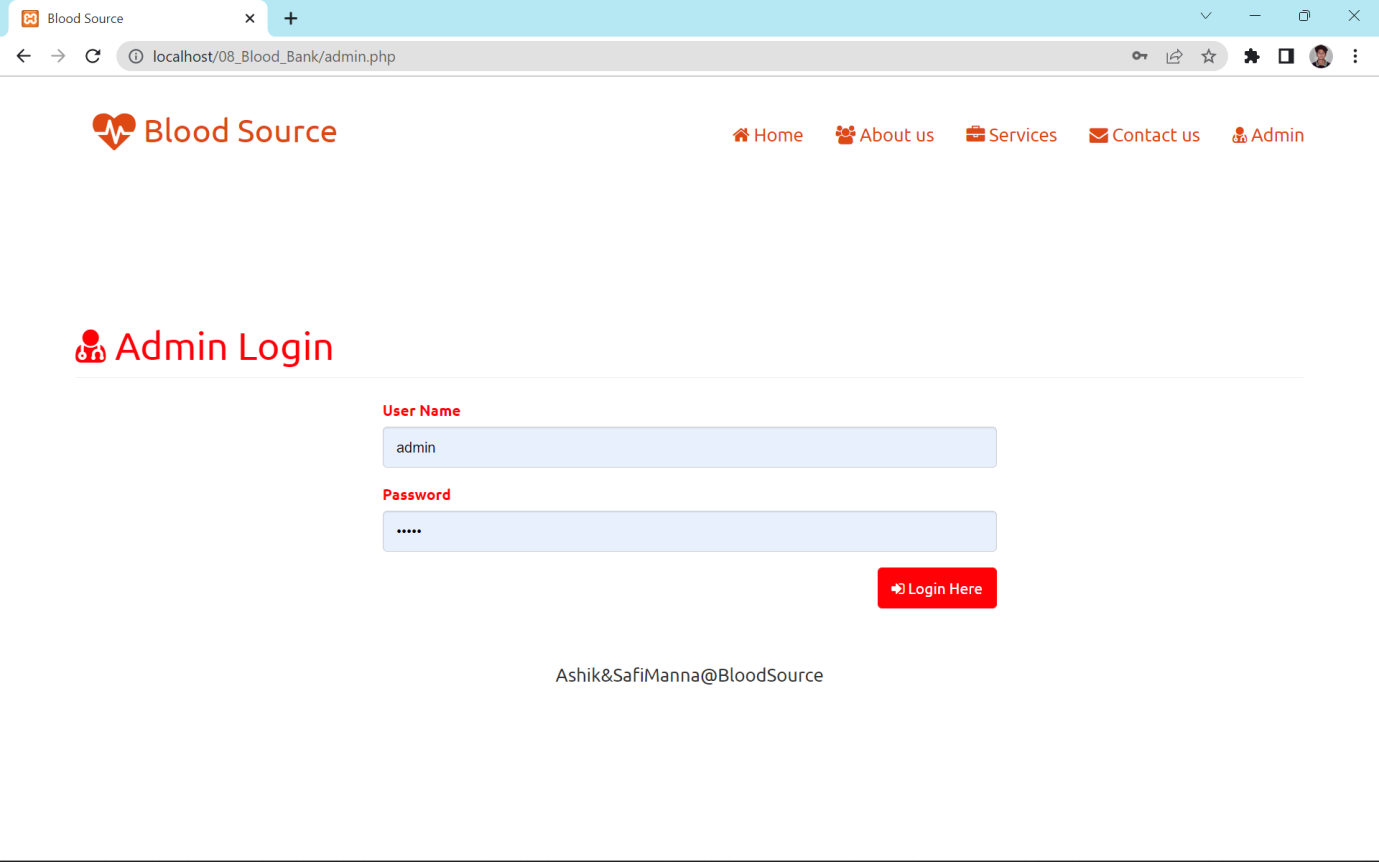 Blood Source
localhost/08_Blood_Bank/admin.php
Blood Source
Home About us Services Contact us Admin
Admin Login
User Name
admin
Password
•••••
Login Here
Ashik&SafiManna@BloodSource